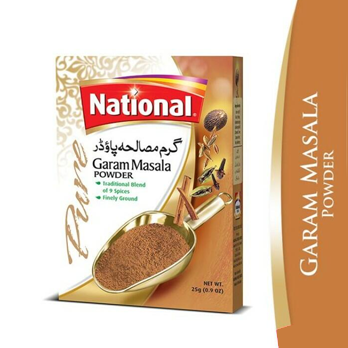 National
گرم مصالحہ پاؤڈر
Garam Masala
POWDER
Traditional Blend
of 9 Spices
Finely Ground
Pure
NET WT.
25g (0.9 OZ)
GARAM MASALA
POWDER